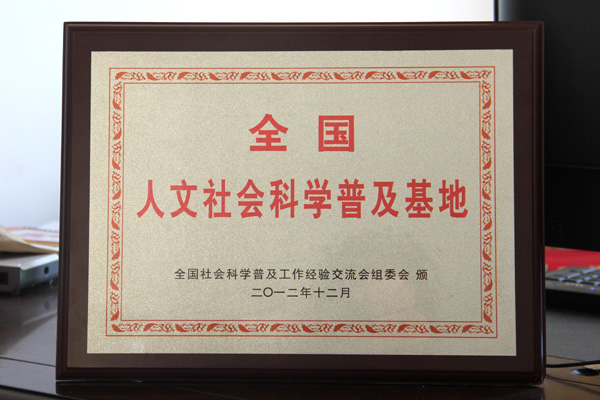 全国
人文社会科学普及基地
全国社会科学普及工作经验交流会组委会 颁
二〇一二年十二月